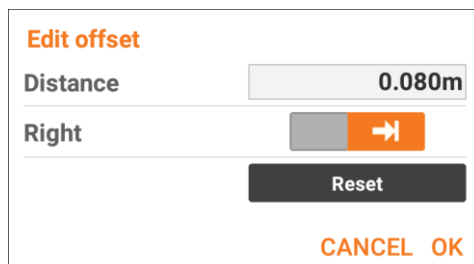 Edit offset
Distance 0.080m
Right
Reset
CANCEL OK